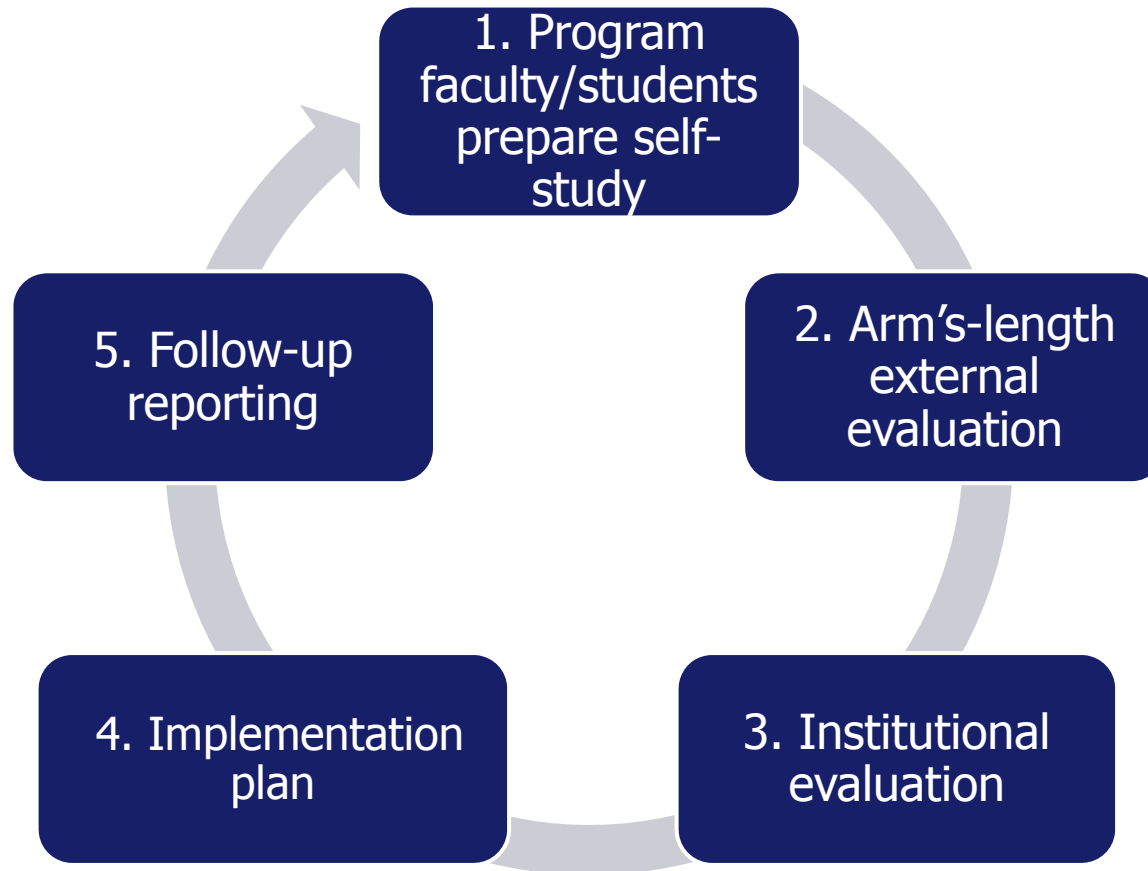 1. Program
faculty/students
prepare self-
study
2. Arm’s-length
external
evaluation
3. Institutional
evaluation
4. Implementation
plan
5. Follow-up
reporting